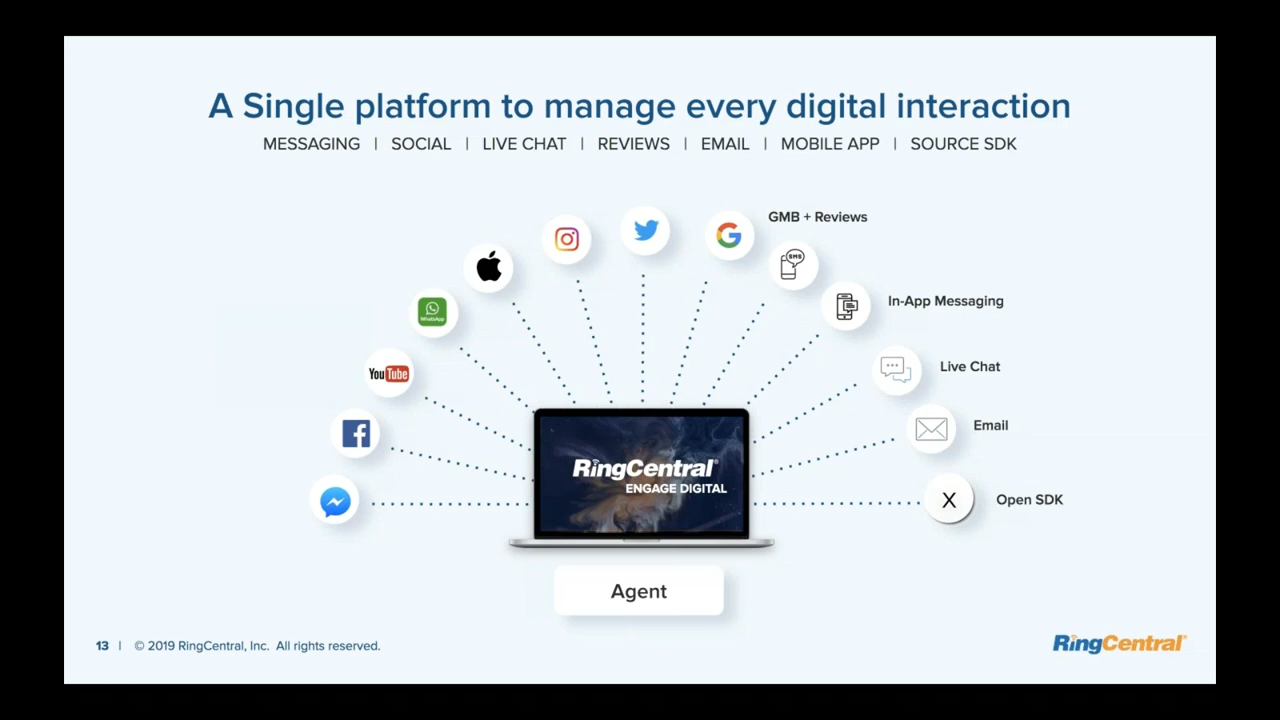 A Single platform to manage every digital interaction
MESSAGING | SOCIAL | LIVE CHAT | REVIEWS | EMAIL | MOBILE APP | SOURCE SDK
GMB + Reviews
SMS
WhatsApp
In-App Messaging
YouTube
Live Chat
Email
RingCentral®
ENGAGE DIGITAL
X
Open SDK
Agent
13 | © 2019 RingCentral, Inc. All rights reserved.
RingCentral®